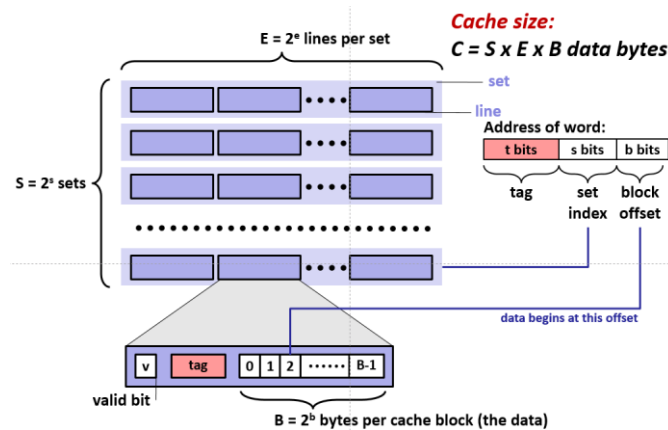 Cache size:
C = S x E x B data bytes
E = 2ᵉ lines per set
set
line
Address of word:
t bits s bits b bits
tag set index block offset
S = 2ˢ sets
data begins at this offset
v tag 0 1 2 •••••• B-1
valid bit
B = 2ᵇ bytes per cache block (the data)